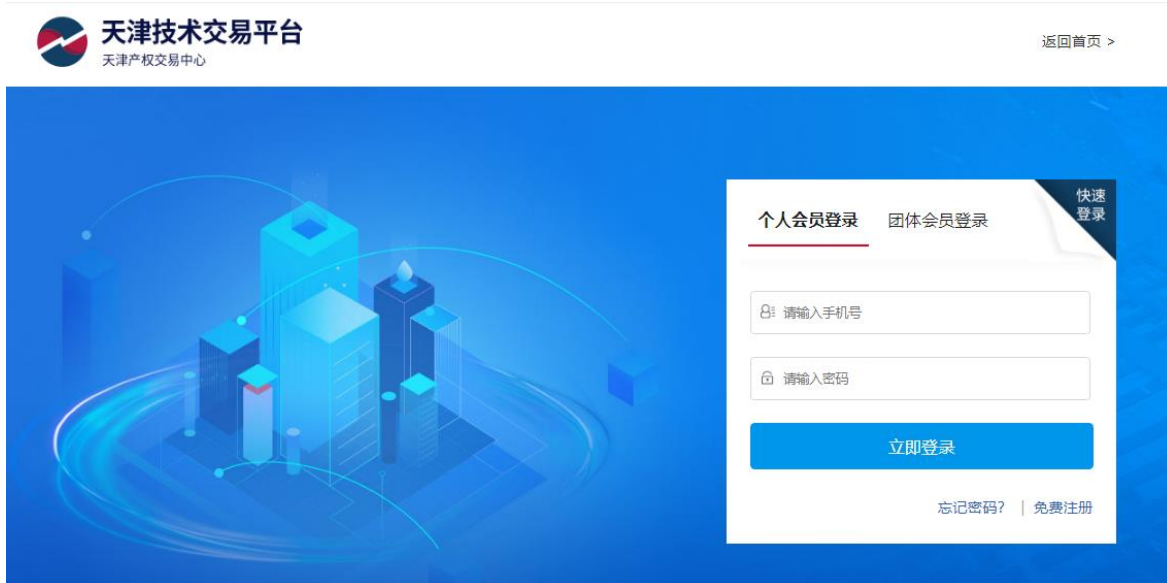 天津技术交易平台
天津产权交易中心
返回首页 >
个人会员登录 团体会员登录
快速
登录
请输入手机号
请输入密码
立即登录
忘记密码? | 免费注册